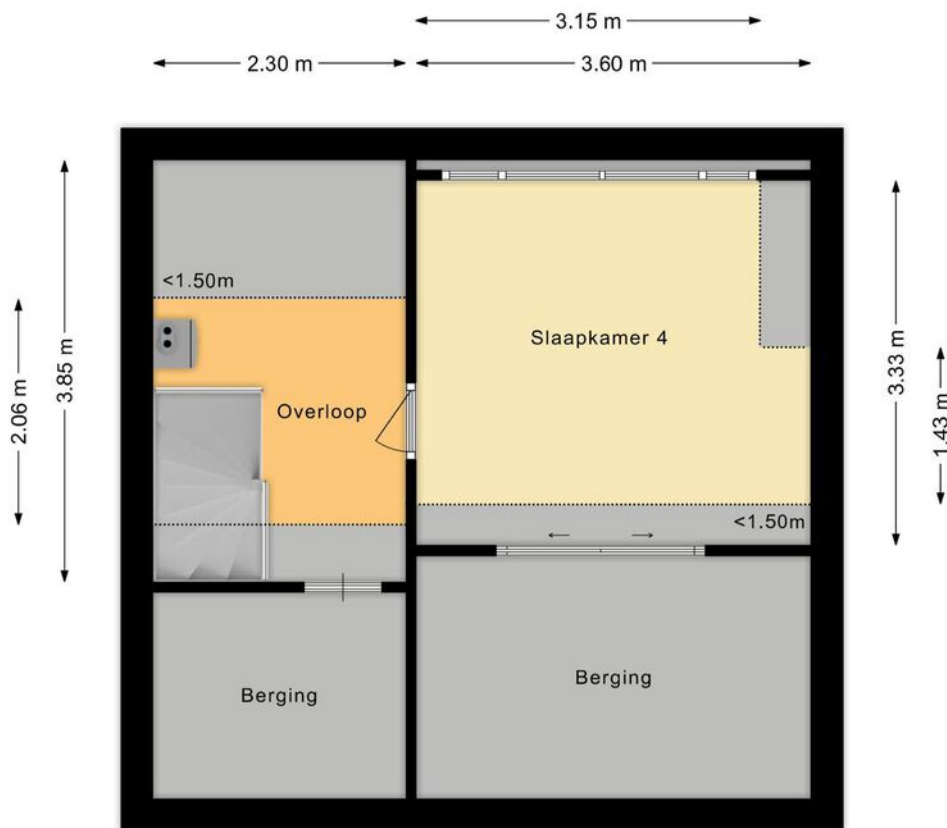 3.15 m
2.30 m
3.60 m
<1.50m
Slaapkamer 4
2.06 m
3.85 m
Overloop
3.33 m
1.43 m
<1.50m
Berging
Berging